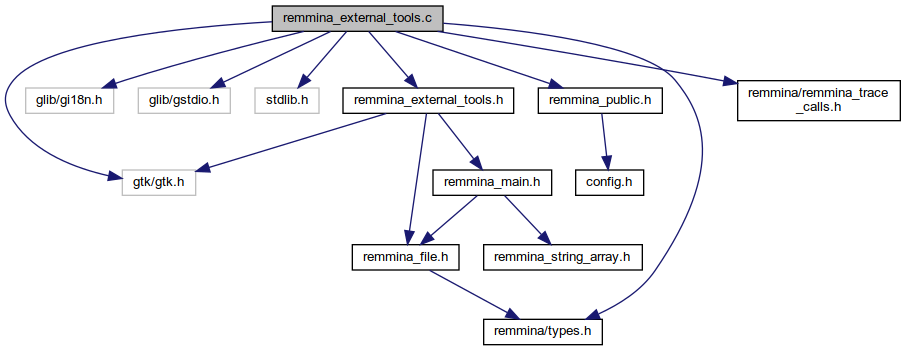 remmina_external_tools.c
glib/gi18n.h
glib/gstdio.h
stdlib.h
remmina_external_tools.h
remmina_public.h
remmina/remmina_trace
_calls.h
gtk/gtk.h
remmina_main.h
config.h
remmina_file.h
remmina_string_array.h
remmina/types.h